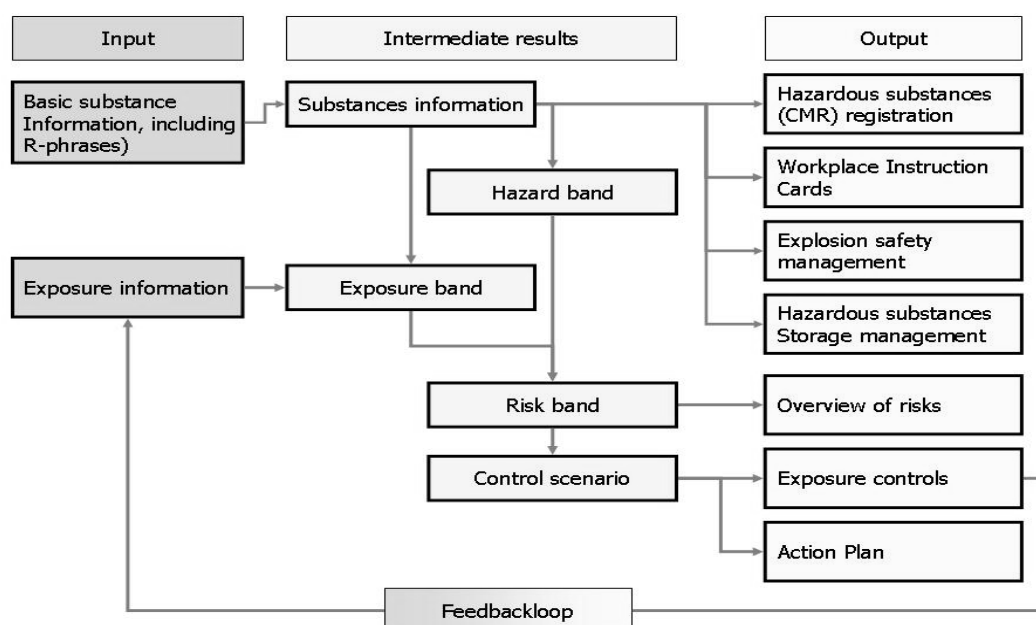 Input
Intermediate results
Output
Basic substance
Information, including
R-phrases)
Substances information
Hazardous substances
(CMR) registration
Hazard band
Workplace Instruction
Cards
Explosion safety
management
Exposure information
Exposure band
Hazardous substances
Storage management
Risk band
Overview of risks
Control scenario
Exposure controls
Action Plan
Feedbackloop